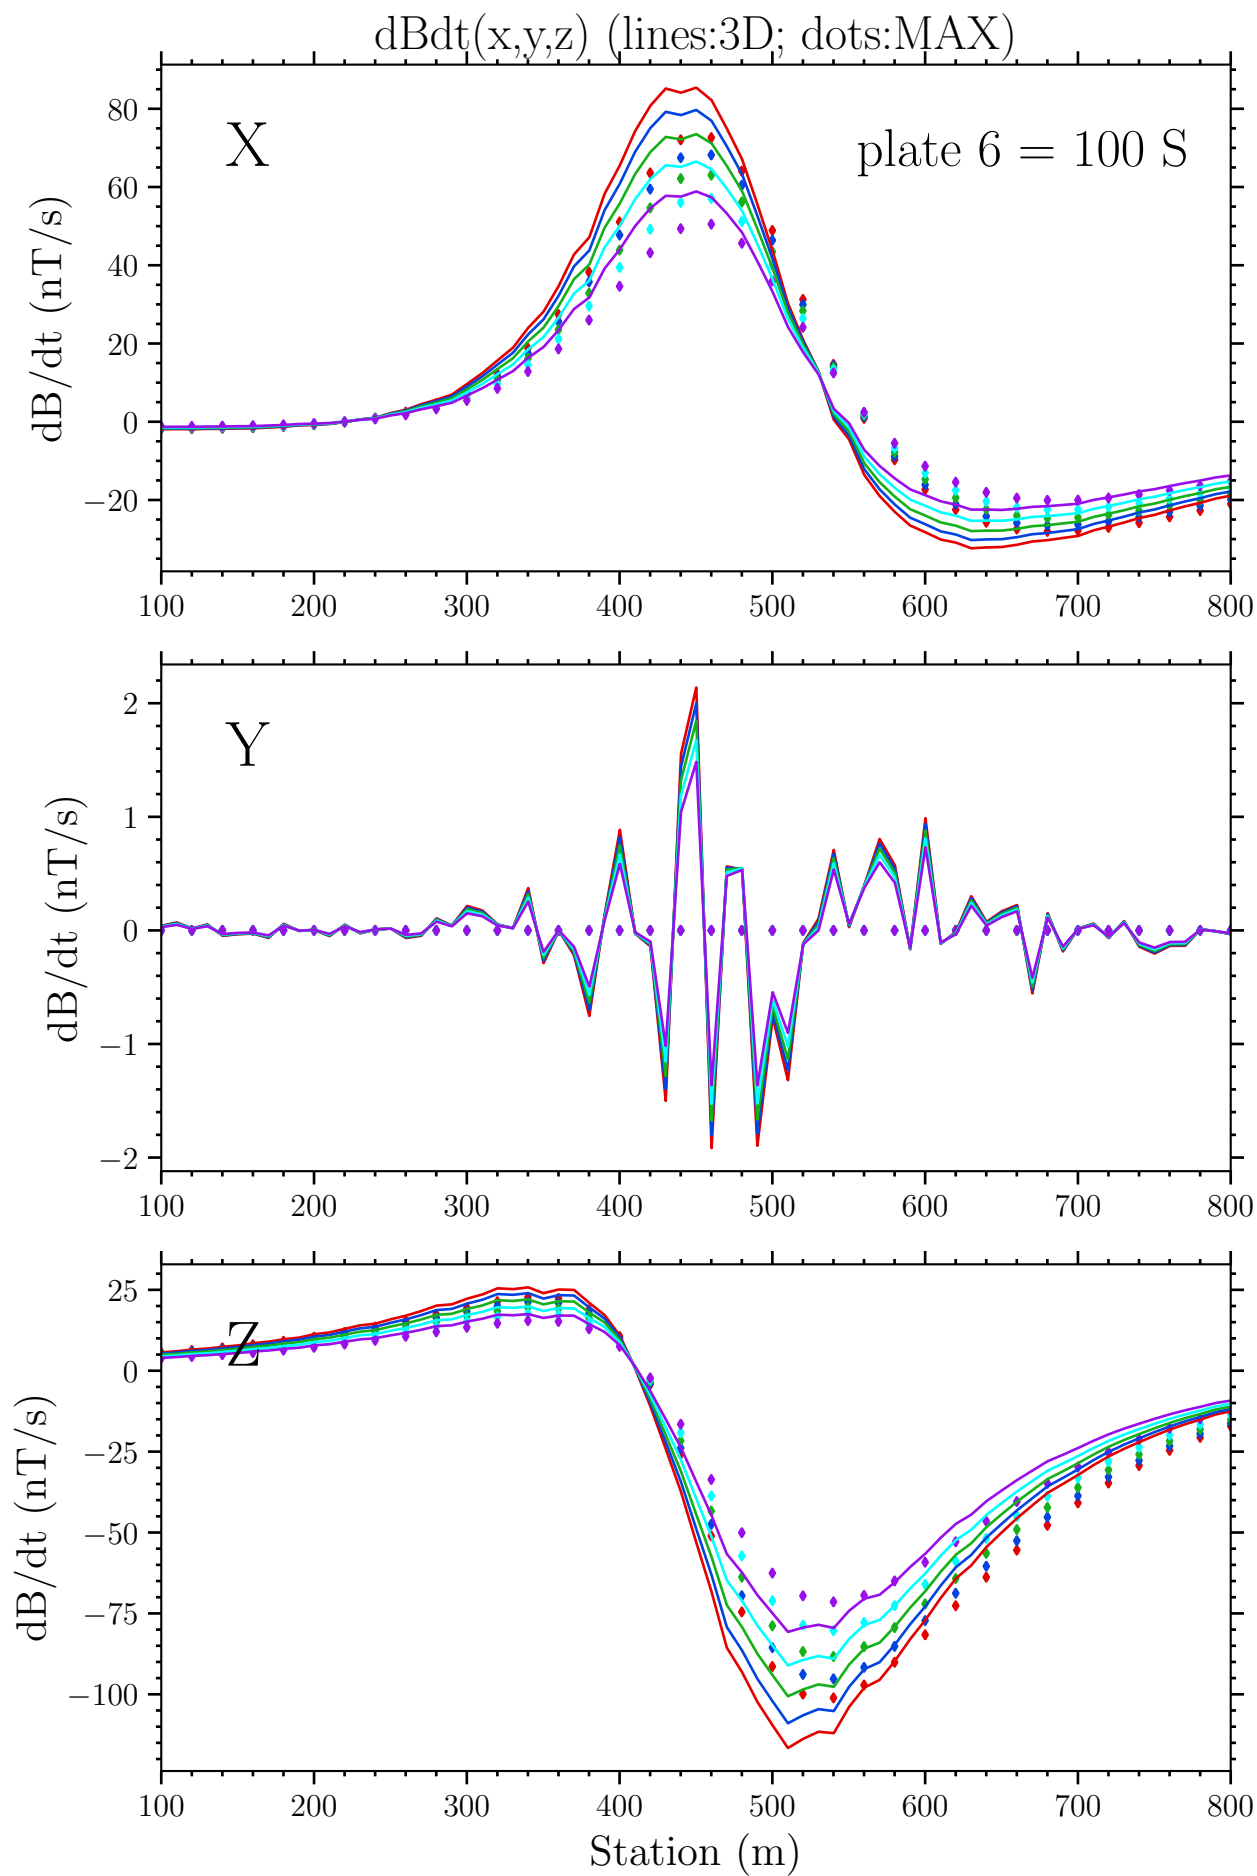 dBdt(x,y,z) (lines:3D; dots:MAX)
X
plate 6 = 100 S
dB/dt (nT/s)
80
60
40
20
0
−20
100 200 300 400 500 600 700 800
Y
dB/dt (nT/s)
2
1
0
−1
−2
100 200 300 400 500 600 700 800
Z
dB/dt (nT/s)
25
0
−25
−50
−75
−100
100 200 300 400 500 600 700 800
Station (m)